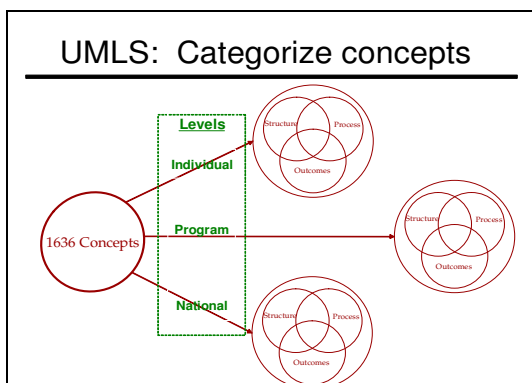 UMLS: Categorize concepts
Levels
Individual
Program
National
1636 Concepts
Structure
Process
Outcomes
Structure
Process
Outcomes
Structure
Process
Outcomes